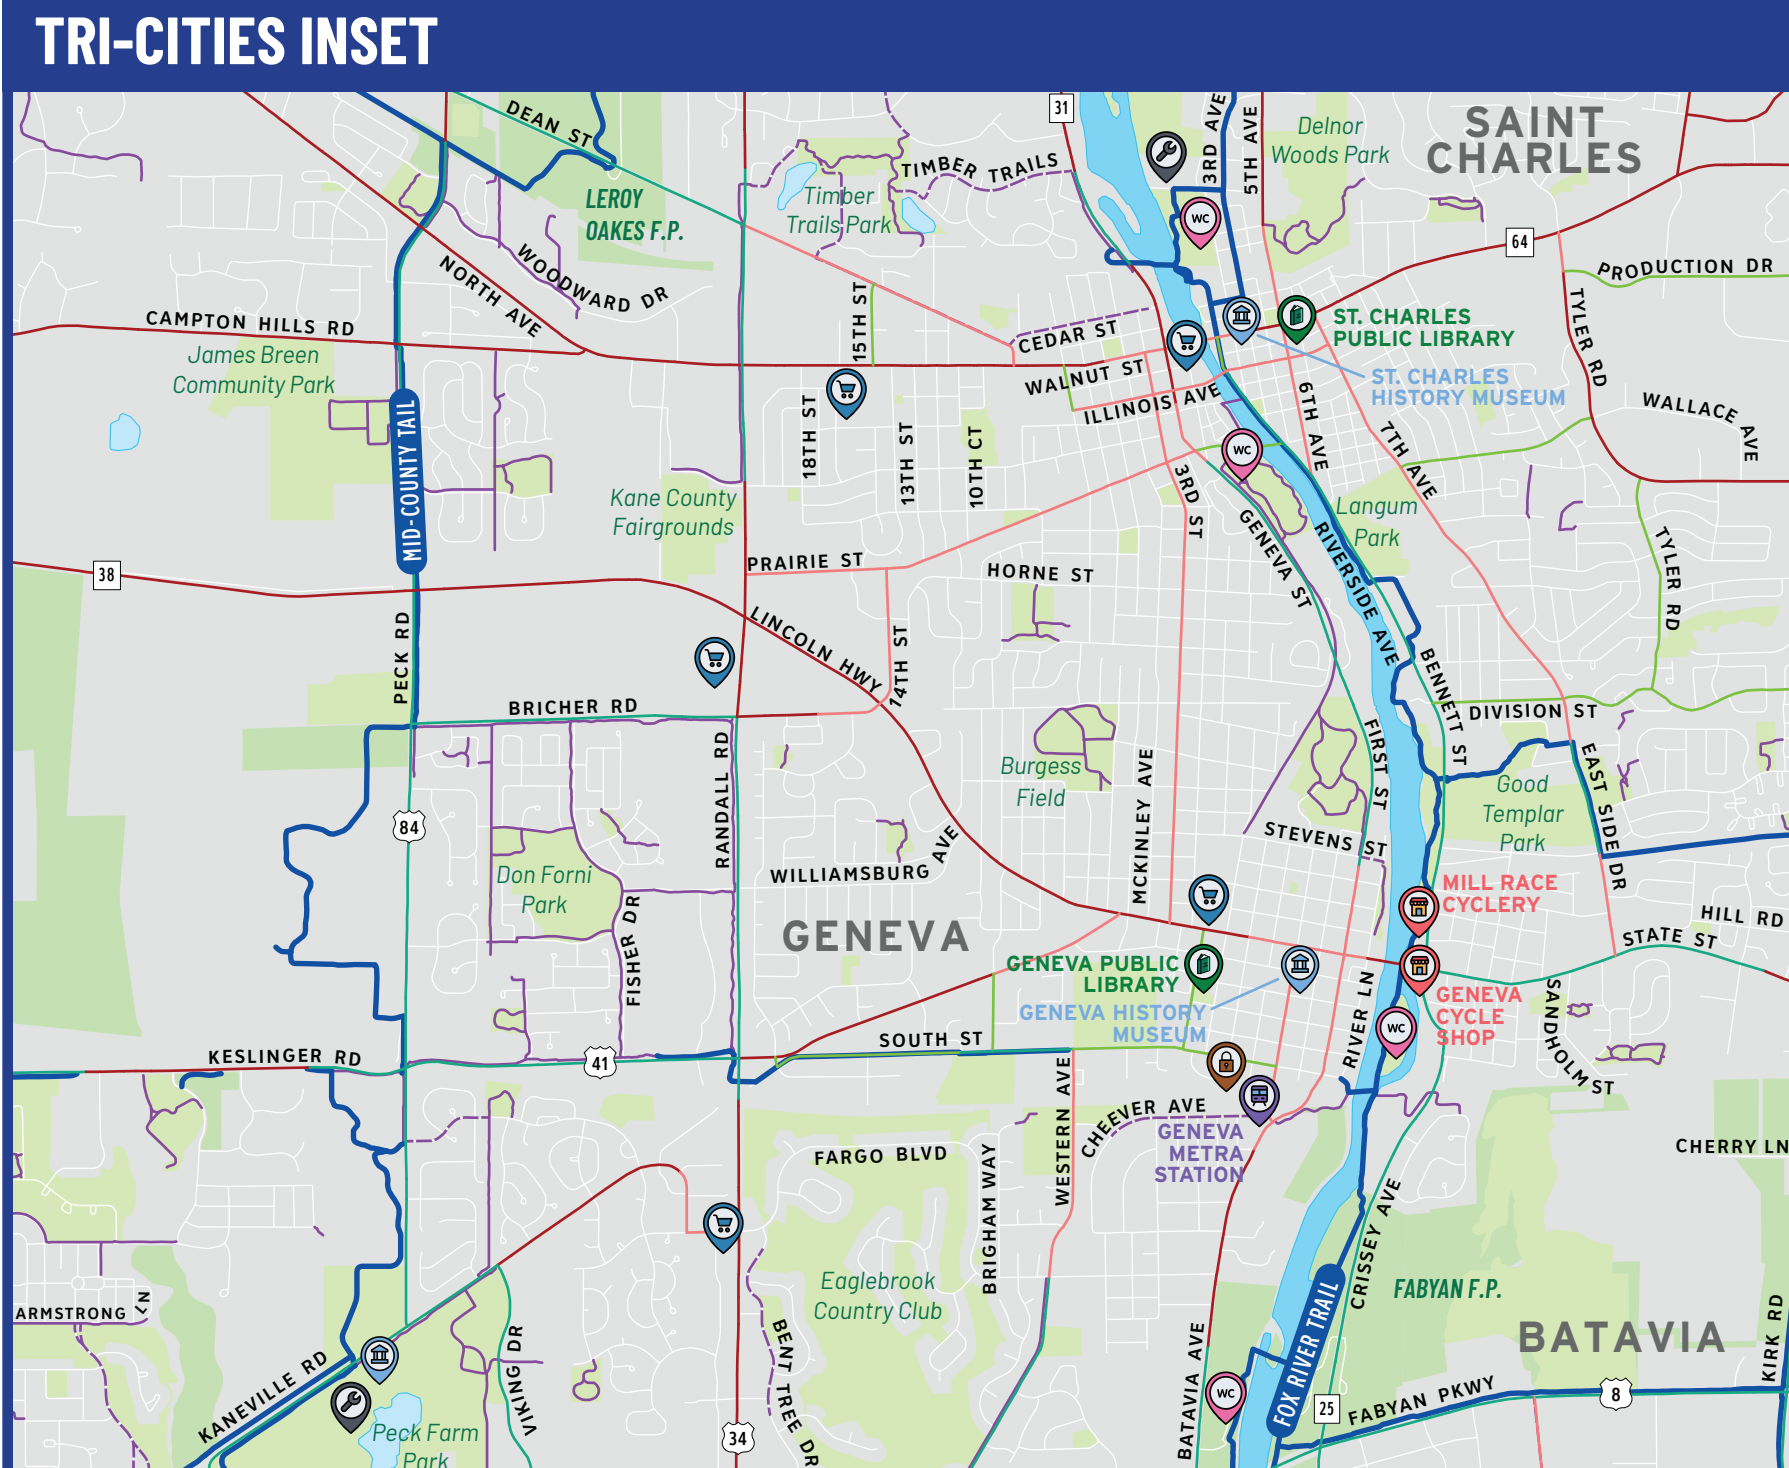 TRI-CITIES INSET
31
DEAN ST
3RD AVE
5TH AVE
Delnor
Woods Park
SAINT
CHARLES
TIMBER TRAILS
WC
LEROY
OAKES F.P.
Timber
Trails Park
64
PRODUCTION DR
NORTH AVE
WOODWARD DR
CAMPTON HILLS RD
15TH ST
CEDAR ST
ST. CHARLES
PUBLIC LIBRARY
TYLER RD
James Breen
Community Park
WALNUT ST
ILLINOIS AVE
ST. CHARLES
HISTORY MUSEUM
6TH AVE
WALLACE AVE
18TH ST
13TH ST
10TH CT
7TH AVE
MID-COUNTY TAIL
WC
3RD ST
Kane County
Fairgrounds
GENEVA ST
Langum
Park
RIVERSIDE AVE
TYLER RD
38
PRAIRIE ST
HORNE ST
PECK RD
LINCOLN HWY
14TH ST
BENNETT ST
BRICHER RD
DIVISION ST
RANDALL RD
FIRST ST
EAST SIDE DR
Burgess
Field
MCKINLEY AVE
Good
Templar
Park
84
STEVENS ST
WILLIAMSBURG AVE
Don Forni
Park
FISHER DR
MILL RACE
CYCLERY
GENEVA
HILL RD
STATE ST
GENEVA PUBLIC
LIBRARY
RIVER LN
GENEVA
CYCLE
SHOP
SANDHOLM ST
GENEVA HISTORY
MUSEUM
WC
KESLINGER RD
41
SOUTH ST
WESTERN AVE
CHEEVER AVE
GENEVA
METRA
STATION
CHERRY LN
FARGO BLVD
BRIGHAM WAY
CRISSEY AVE
Eaglebrook
Country Club
FABYAN F.P.
ARMSTRONG LN
BENT TREE DR
FOX RIVER TRAIL
BATAVIA
KIRK RD
VIKING DR
KANEVILLE RD
BATAVIA AVE
WC
25
FABYAN PKWY
8
Peck Farm
Park
34